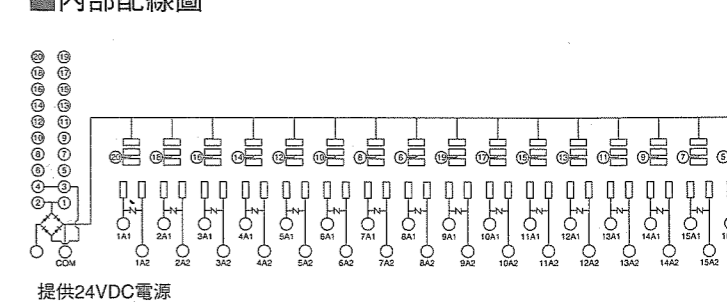 ■內部配線圖
⑳ ⑲
⑱ ⑰
⑯ ⑮
⑭ ⑬
⑫ ⑪
⑩ ⑨
⑧ ⑦
⑥ ⑤
④ ③
② ①
⑳ ⑱ ⑯ ⑭ ⑫ ⑩ ⑧ ⑥ ⑲ ⑰ ⑮ ⑬ ⑪ ⑨ ⑦ ⑤
N N N N N N N N N N N N N N N
1A1 2A1 3A1 4A1 5A1 6A1 7A1 8A1 9A1 10A1 11A1 12A1 13A1 14A1 15A1
COM 1A2 2A2 3A2 4A2 5A2 6A2 7A2 8A2 9A2 10A2 11A2 12A2 13A2 14A2 15A2
提供24VDC電源